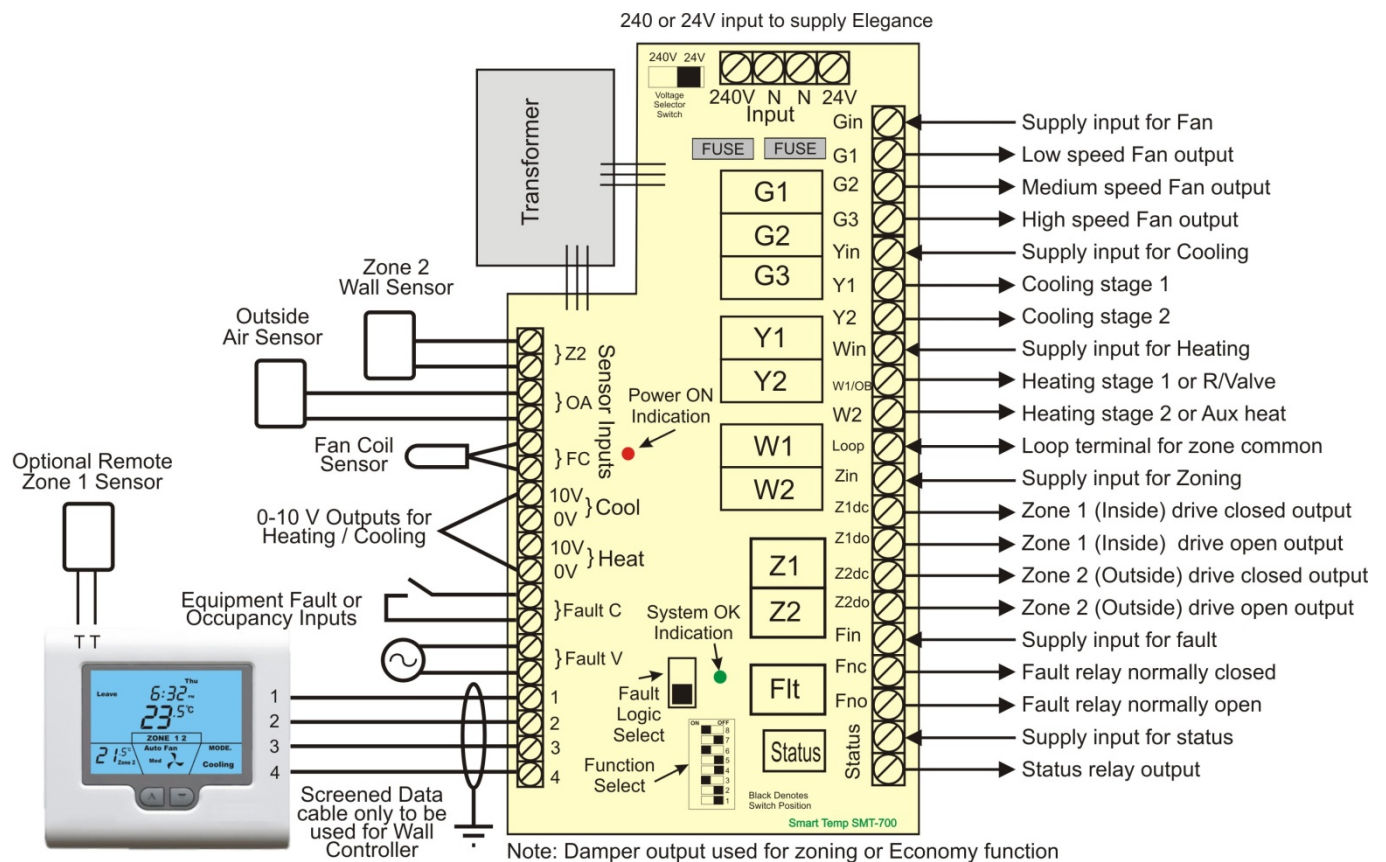 240 or 24V input to supply Elegance
240V 24V
Voltage
Selector
Switch
240V N N 24V
Input
Transformer
FUSE FUSE
G1
G2
G3
Y1
Y2
W1
W2
Z1
Z2
Flt
Status
Gin
G1
G2
G3
Yin
Y1
Y2
Win
W1/OB
W2
Loop
Zin
Z1dc
Z1do
Z2dc
Z2do
Fin
Fnc
Fno
Status
Supply input for Fan
Low speed Fan output
Medium speed Fan output
High speed Fan output
Supply input for Cooling
Cooling stage 1
Cooling stage 2
Supply input for Heating
Heating stage 1 or R/Valve
Heating stage 2 or Aux heat
Loop terminal for zone common
Supply input for Zoning
Zone 1 (Inside) drive closed output
Zone 1 (Inside) drive open output
Zone 2 (Outside) drive closed output
Zone 2 (Outside) drive open output
Supply input for fault
Fault relay normally closed
Fault relay normally open
Supply input for status
Status relay output
Zone 2
Wall Sensor
Outside
Air Sensor
Fan Coil
Sensor
Optional Remote
Zone 1 Sensor
0-10 V Outputs for
Heating / Cooling
Equipment Fault or
Occupancy Inputs
}Z2
}OA
}FC
Sensor Inputs
10V
0V
}Cool
10V
0V
}Heat
}Fault C
}Fault V
1
2
3
4
Power ON
Indication
System OK
Indication
Fault
Logic
Select
Function
Select
ON OFF
8
7
6
5
4
3
2
1
Black Denotes
Switch Position
Smart Temp SMT-700
T T
Thu
Leave
6:32 PM
23.5°C
ZONE 1 2
21.5°C
Zone 2
Auto Fan
Med
MODE.
Cooling
1
2
3
4
Screened Data
cable only to be
used for Wall
Controller
Note: Damper output used for zoning or Economy function